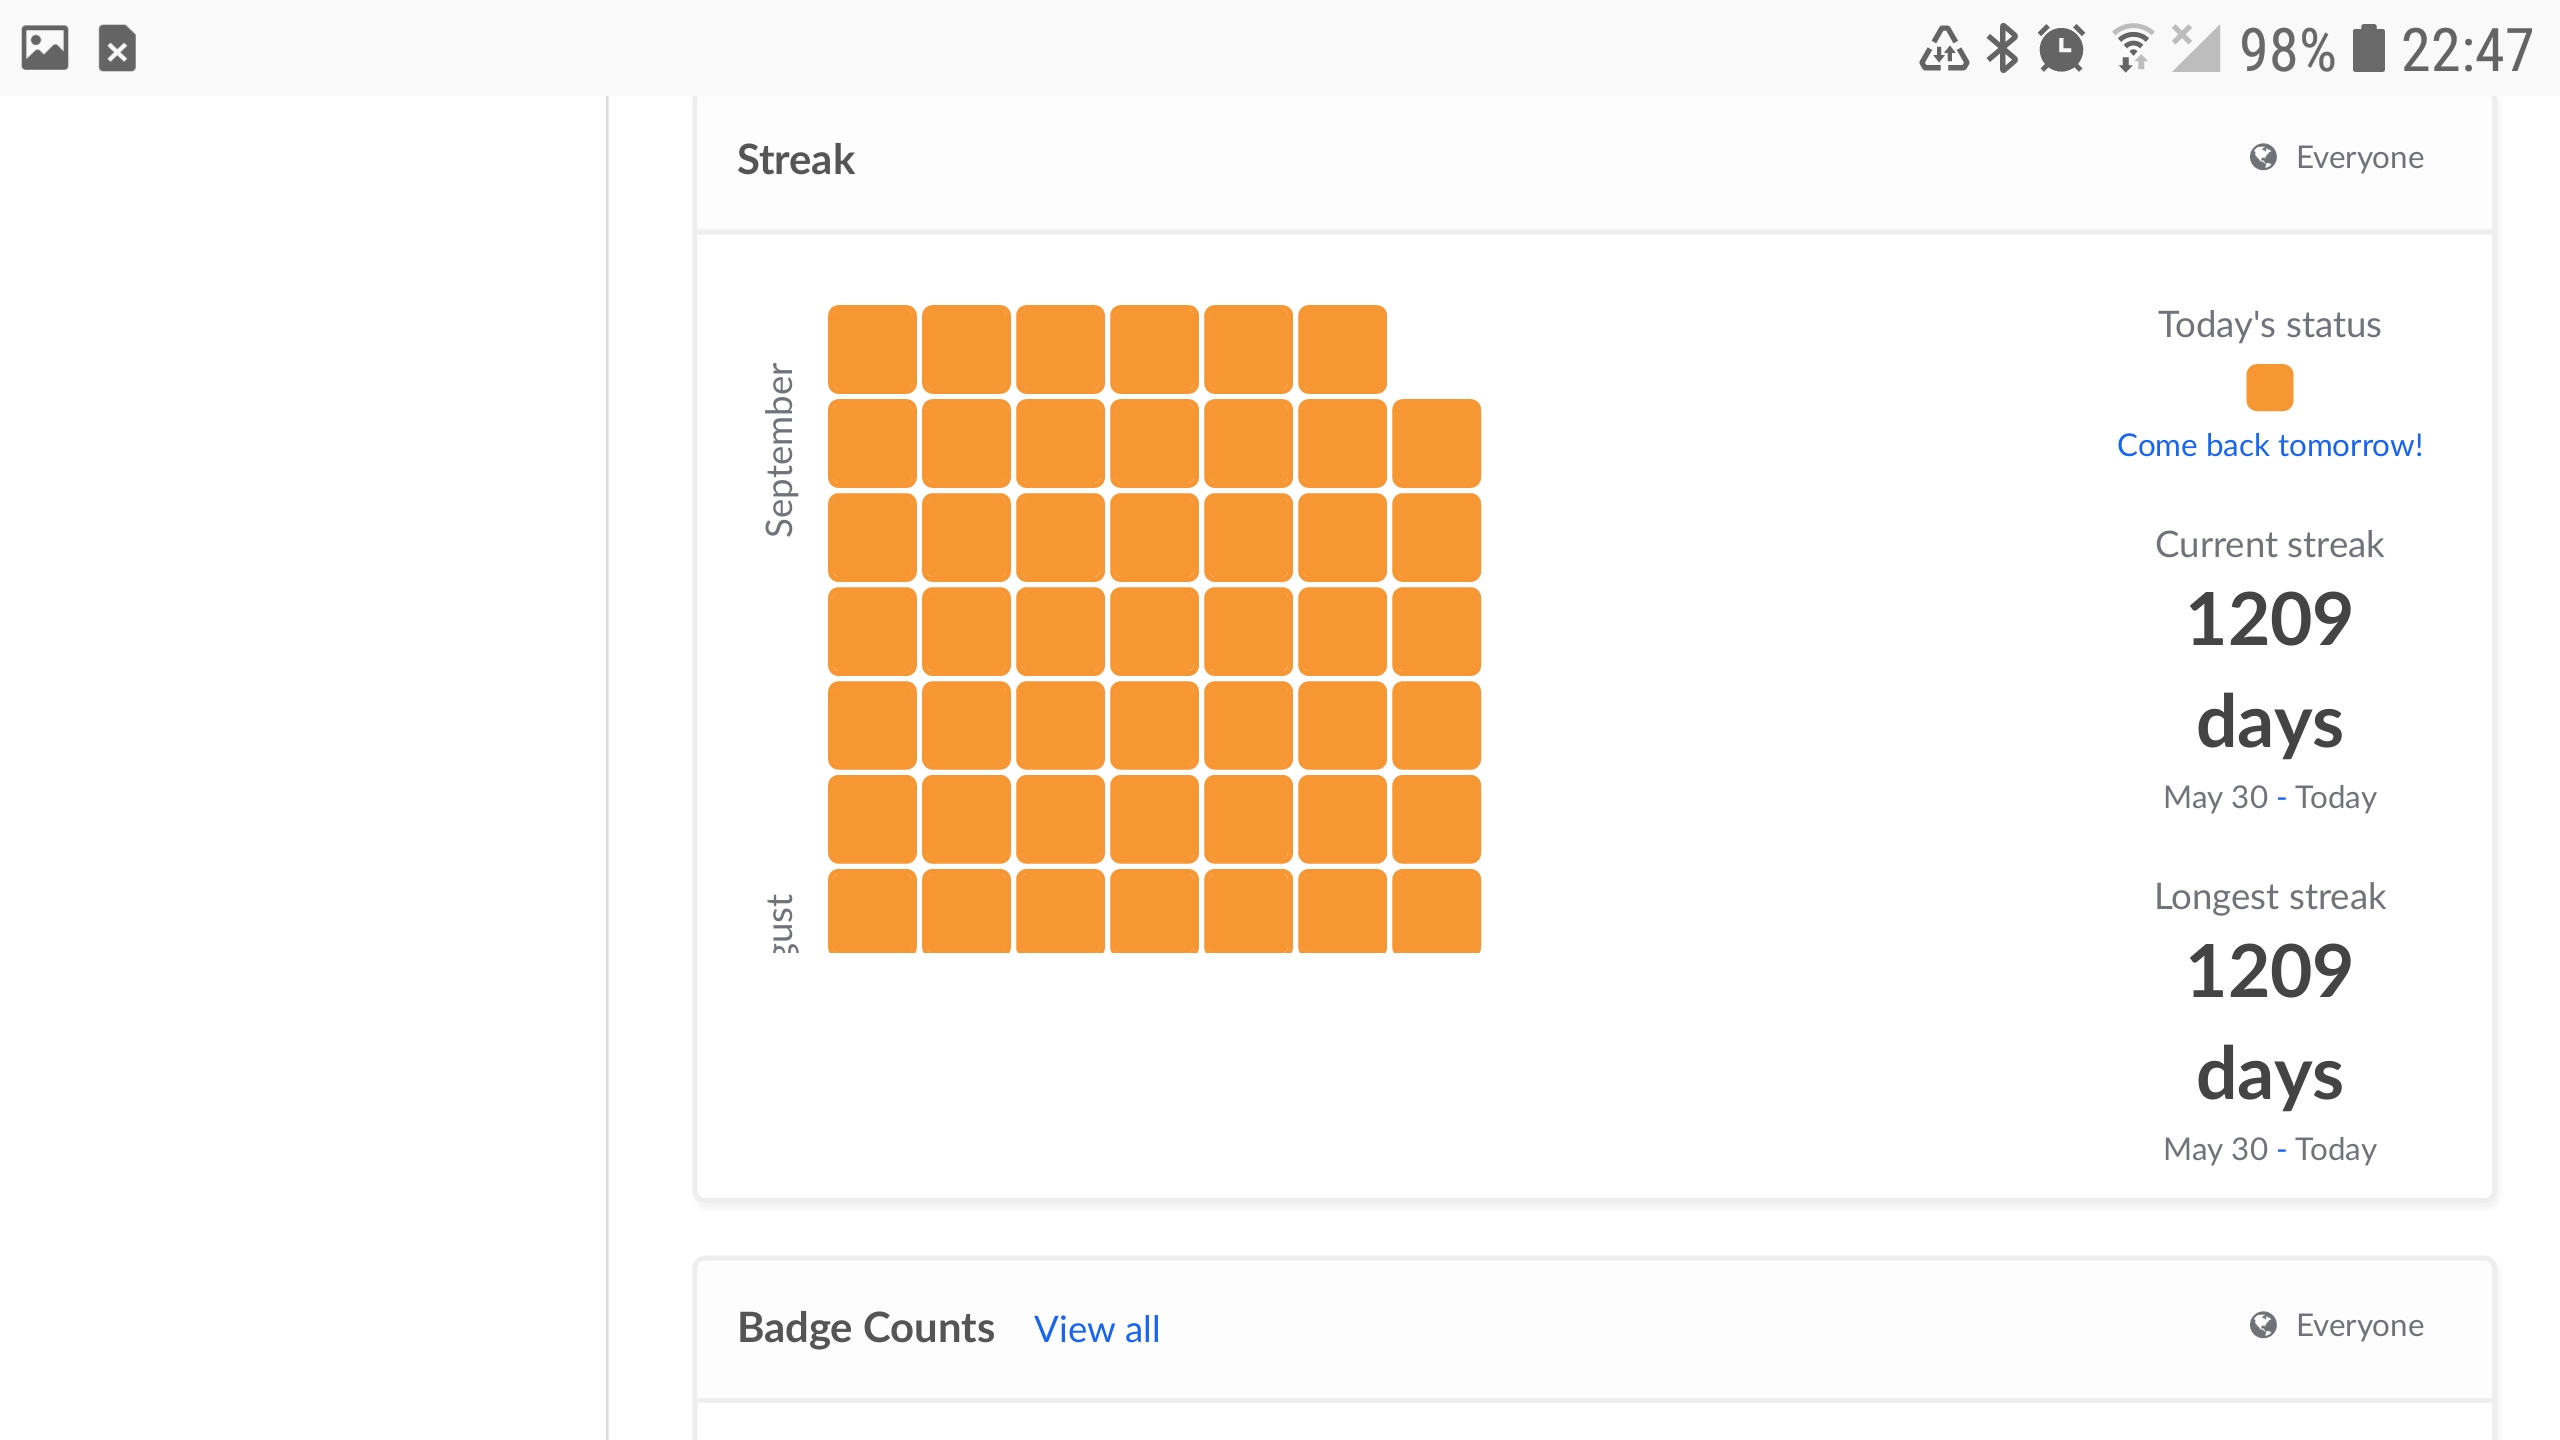 98% 22:47
Streak
Everyone
September
gust
Today's status
Come back tomorrow!
Current streak
1209
days
May 30 - Today
Longest streak
1209
days
May 30 - Today
Badge Counts View all
Everyone